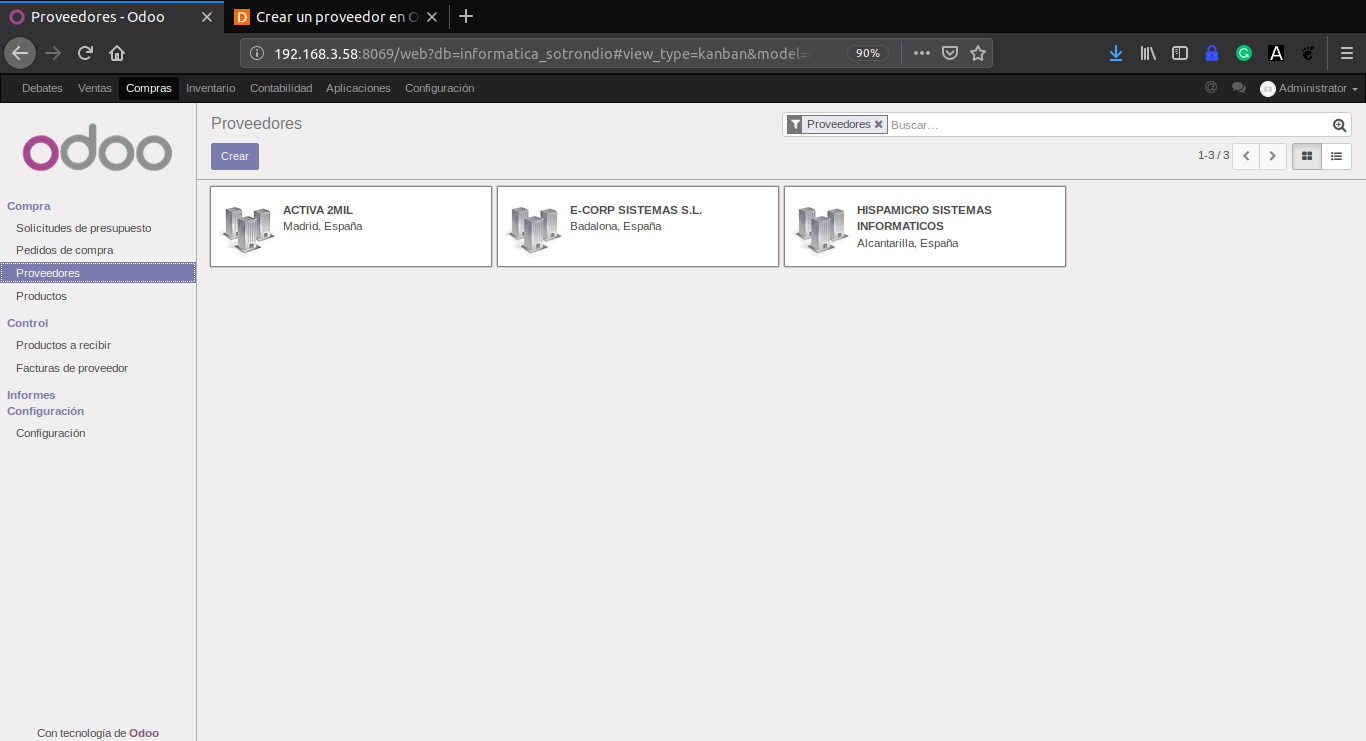 Proveedores - Odoo
Crear un proveedor en O
192.168.3.58:8069/web?db=informatica_sotrondio#view_type=kanban&model=
90%
Debates Ventas Compras Inventario Contabilidad Aplicaciones Configuración
@ Administrator
odoo
Proveedores
Proveedores Buscar...
Crear
1-3 / 3
Compra
Solicitudes de presupuesto
Pedidos de compra
Proveedores
Productos
Control
Productos a recibir
Facturas de proveedor
Informes
Configuración
Configuración
ACTIVA 2MIL
Madrid, España
E-CORP SISTEMAS S.L.
Badalona, España
HISPAMICRO SISTEMAS
INFORMATICOS
Alcantarilla, España
Con tecnología de Odoo